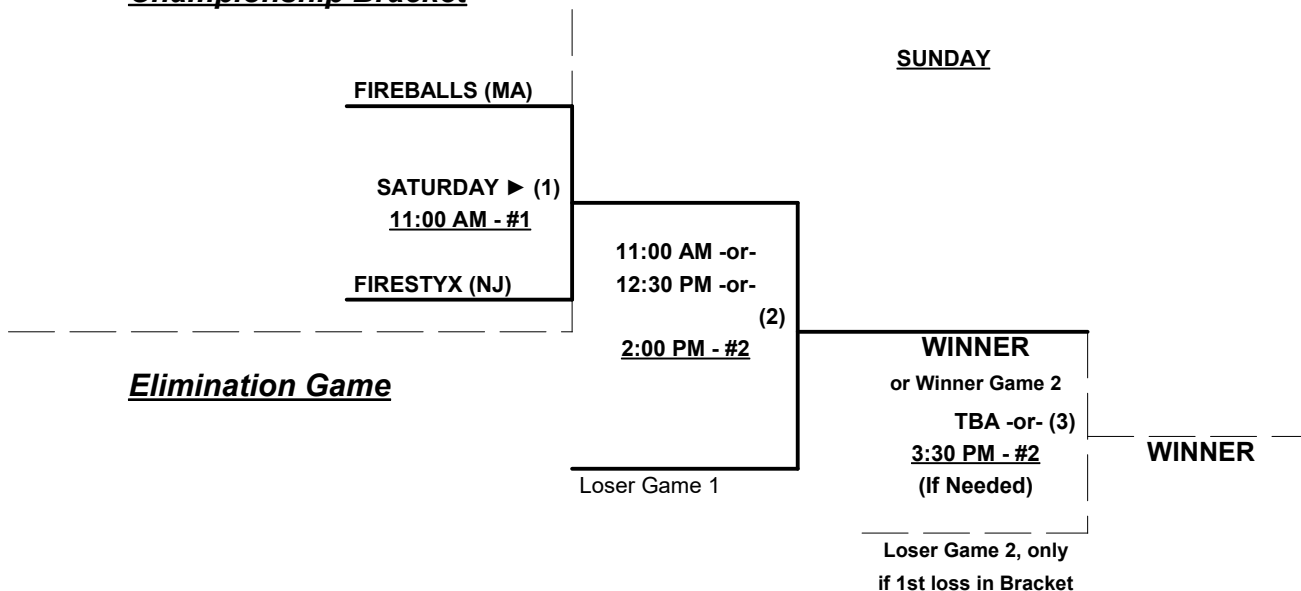 Championship Bracket
SUNDAY
FIREBALLS (MA)
SATURDAY ► (1)
11:00 AM - #1
FIRESTYX (NJ)
11:00 AM -or-
12:30 PM -or-
(2)
2:00 PM - #2
WINNER
or Winner Game 2
Elimination Game
TBA -or- (3)
3:30 PM - #2
(If Needed)
WINNER
Loser Game 1
Loser Game 2, only
if 1st loss in Bracket